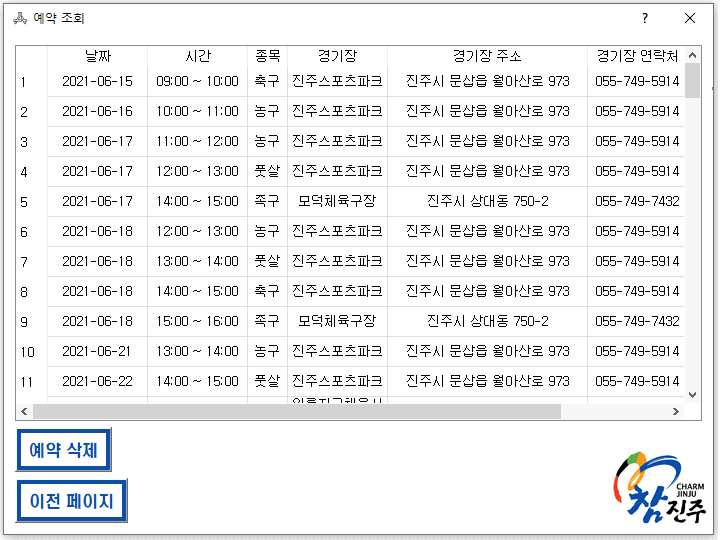 예약 조회
날짜 시간 종목 경기장 경기장 주소 경기장 연락처
1 2021-06-15 09:00 ~ 10:00 축구 진주스포츠파크 진주시 문삽읍 월아산로 973 055-749-5914
2 2021-06-16 10:00 ~ 11:00 농구 진주스포츠파크 진주시 문삽읍 월아산로 973 055-749-5914
3 2021-06-17 11:00 ~ 12:00 농구 진주스포츠파크 진주시 문삽읍 월아산로 973 055-749-5914
4 2021-06-17 12:00 ~ 13:00 풋살 진주스포츠파크 진주시 문삽읍 월아산로 973 055-749-5914
5 2021-06-17 14:00 ~ 15:00 족구 모덕체육구장 진주시 상대동 750-2 055-749-7432
6 2021-06-18 12:00 ~ 13:00 농구 진주스포츠파크 진주시 문삽읍 월아산로 973 055-749-5914
7 2021-06-18 13:00 ~ 14:00 풋살 진주스포츠파크 진주시 문삽읍 월아산로 973 055-749-5914
8 2021-06-18 14:00 ~ 15:00 축구 진주스포츠파크 진주시 문삽읍 월아산로 973 055-749-5914
9 2021-06-18 15:00 ~ 16:00 족구 모덕체육구장 진주시 상대동 750-2 055-749-7432
10 2021-06-21 13:00 ~ 14:00 농구 진주스포츠파크 진주시 문삽읍 월아산로 973 055-749-5914
11 2021-06-22 14:00 ~ 15:00 풋살 진주스포츠파크 진주시 문삽읍 월아산로 973 055-749-5914
예약 삭제
이전 페이지
CHARM
JINJU
참진주